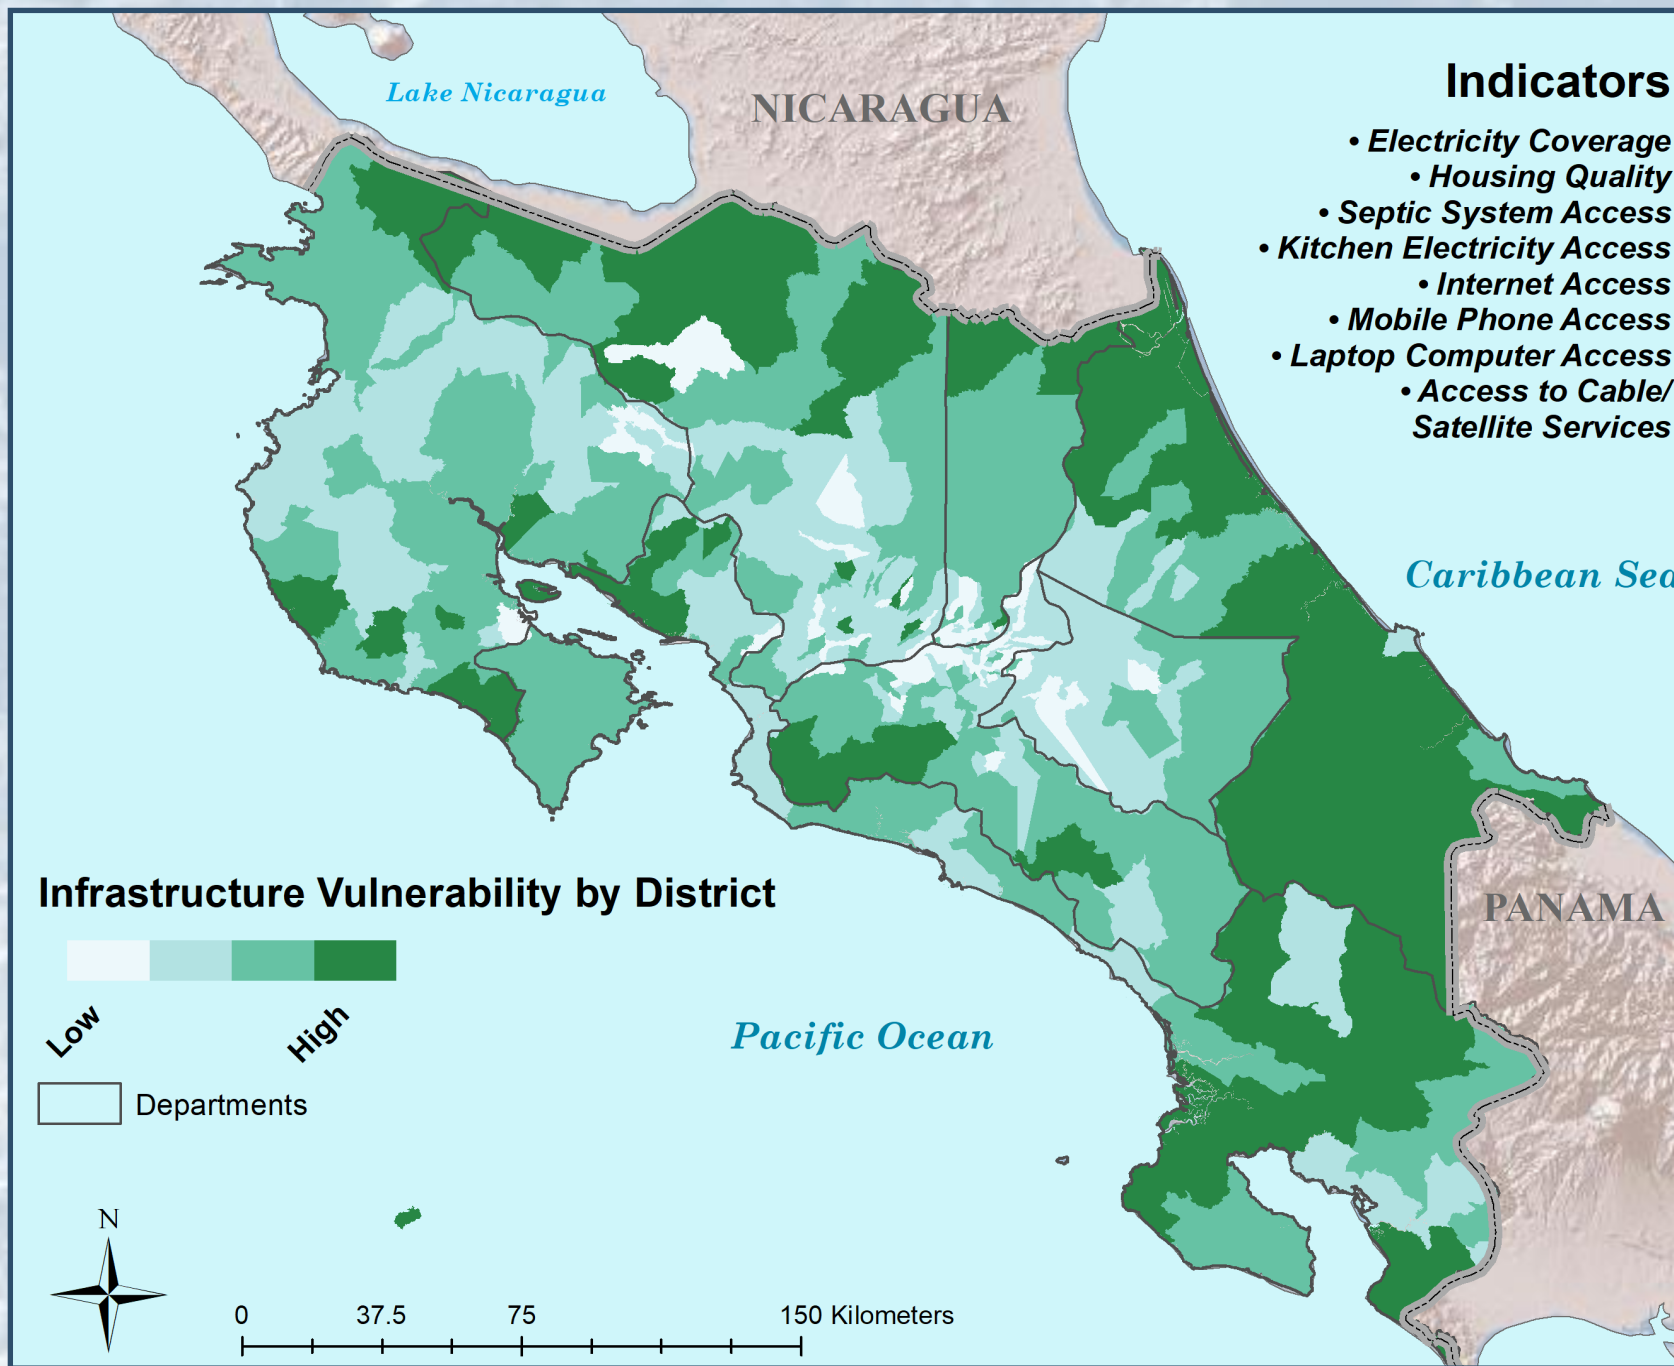 Lake Nicaragua
NICARAGUA
Indicators
• Electricity Coverage
• Housing Quality
• Septic System Access
• Kitchen Electricity Access
• Internet Access
• Mobile Phone Access
• Laptop Computer Access
• Access to Cable/
Satellite Services
Caribbean Sea
PANAMA
Pacific Ocean
Infrastructure Vulnerability by District
Low
High
Departments
N
0 37.5 75 150 Kilometers